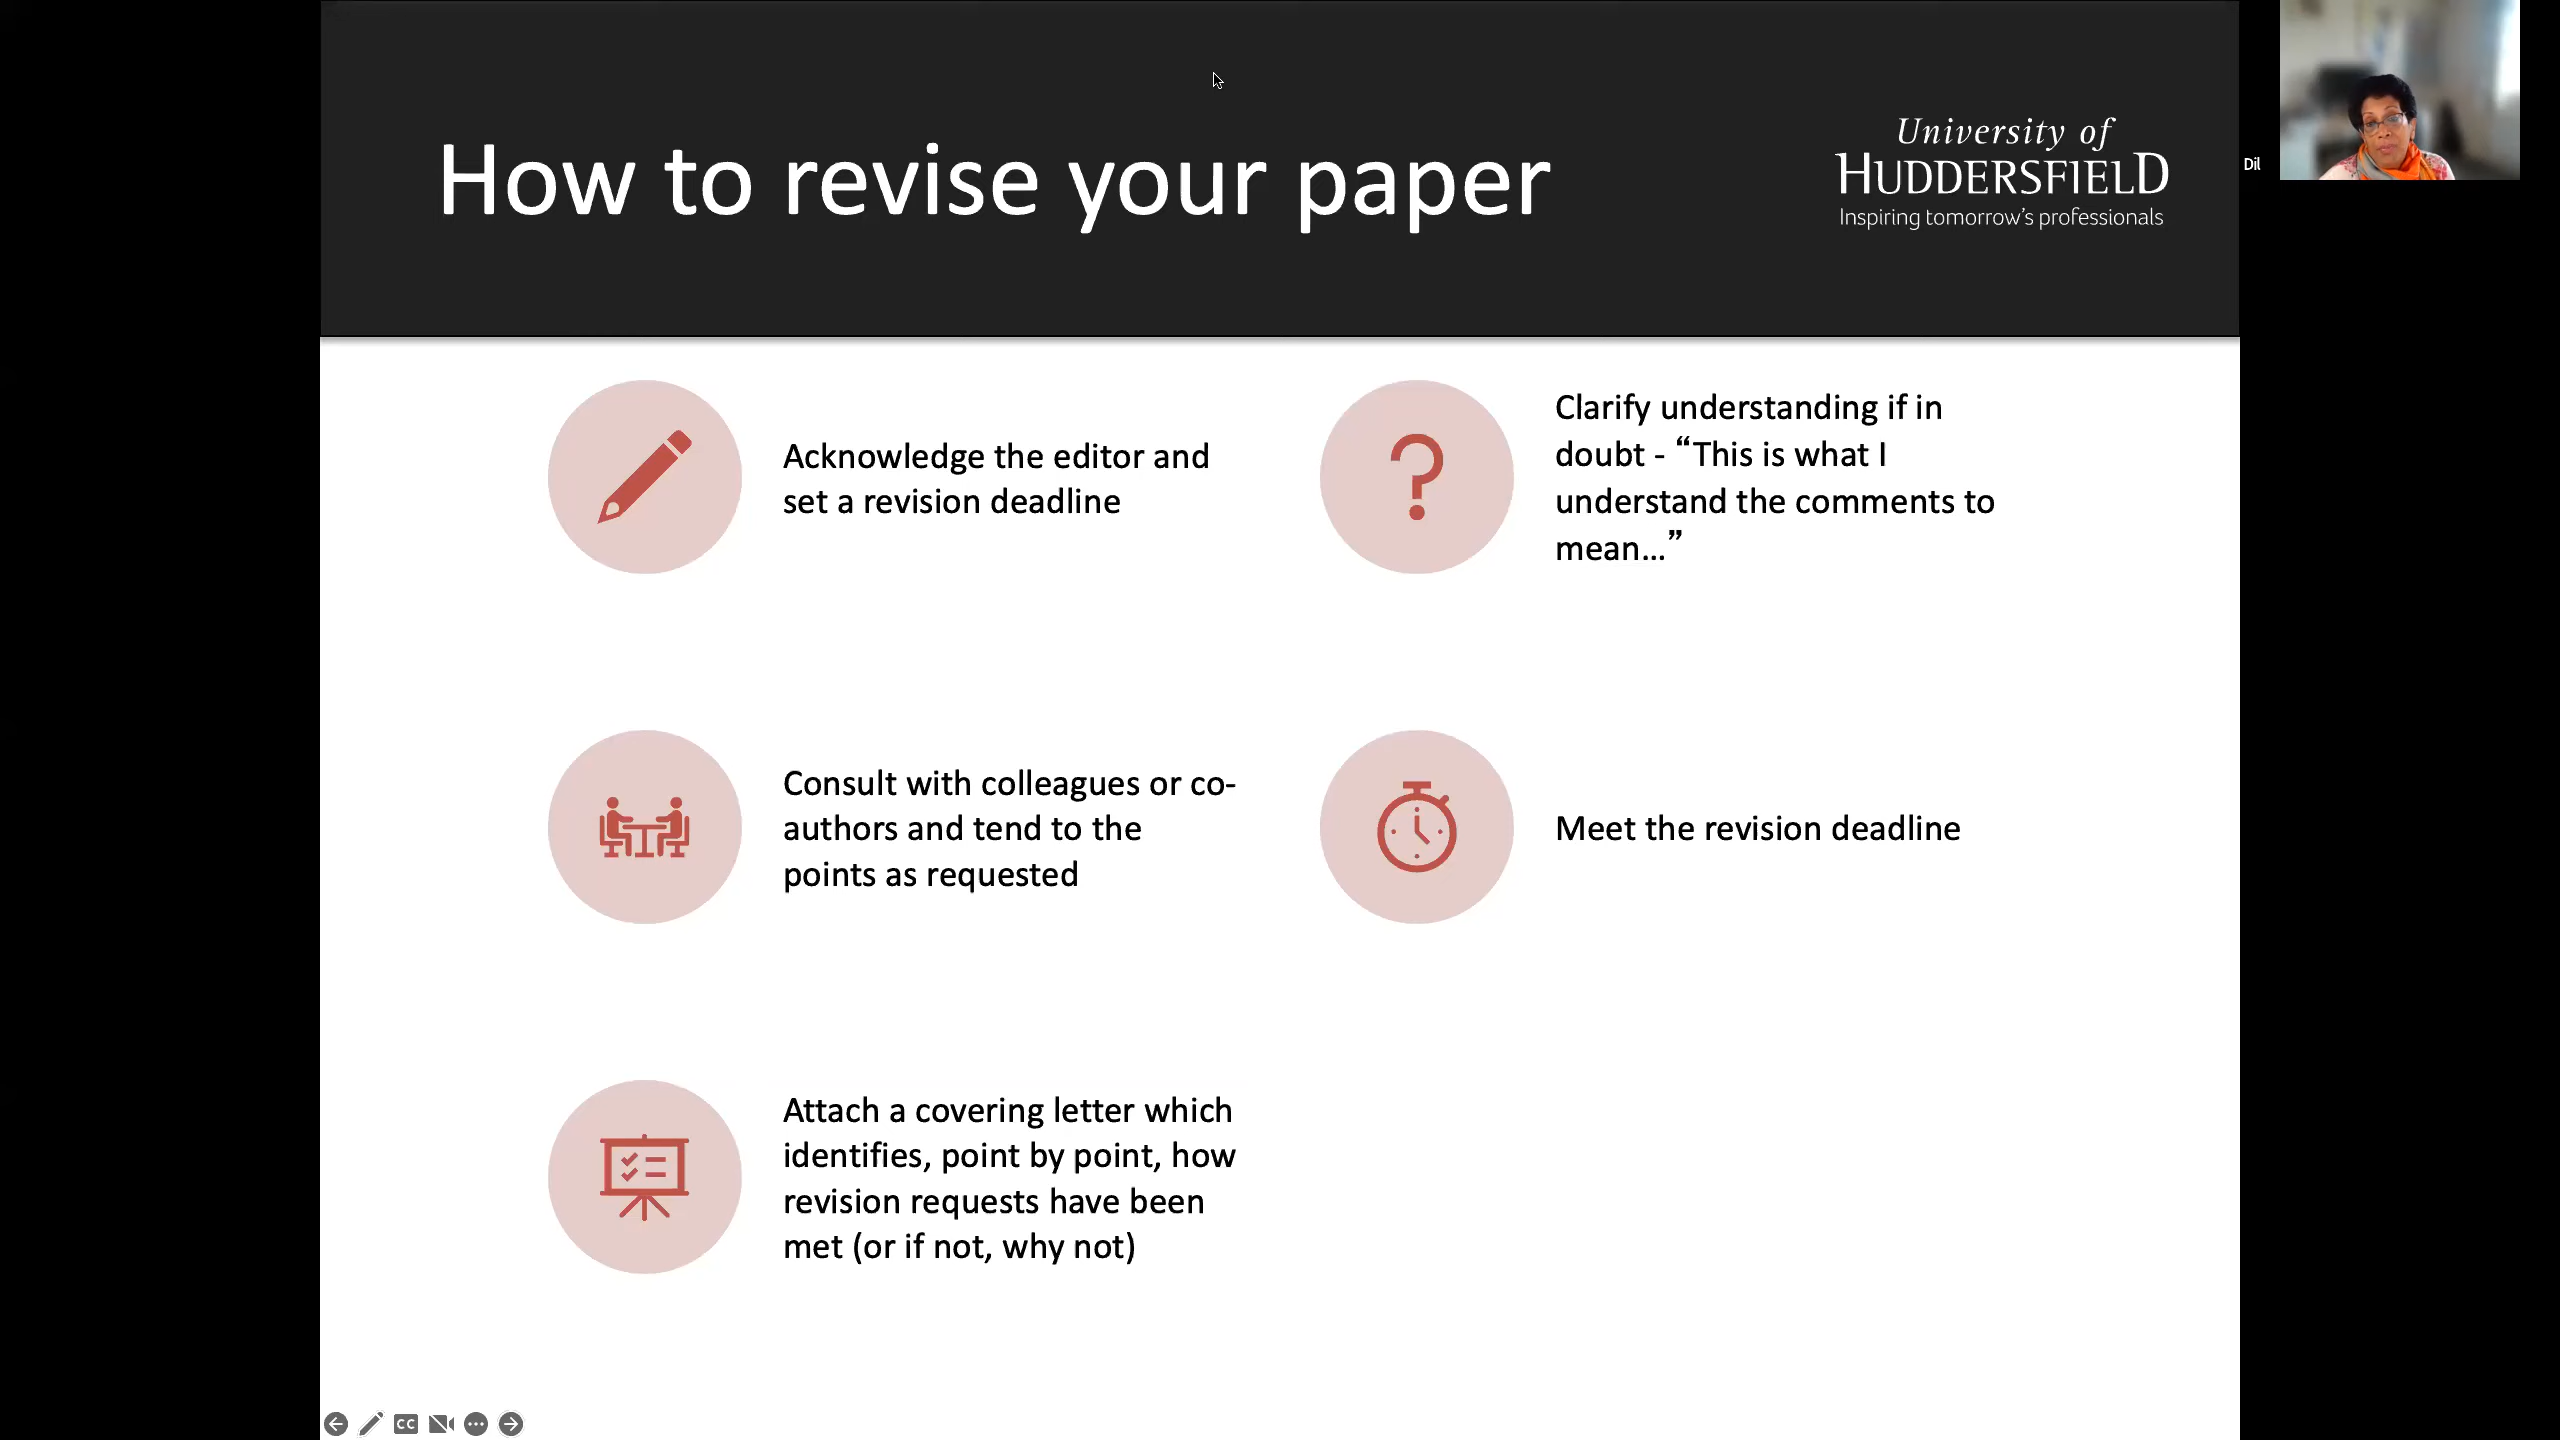 How to revise your paper
University of
HUDDERSFIELD
Inspiring tomorrow's professionals
Dil
Acknowledge the editor and
set a revision deadline
Clarify understanding if in
doubt - “This is what I
understand the comments to
mean...”
Consult with colleagues or co-
authors and tend to the
points as requested
Meet the revision deadline
Attach a covering letter which
identifies, point by point, how
revision requests have been
met (or if not, why not)
CC